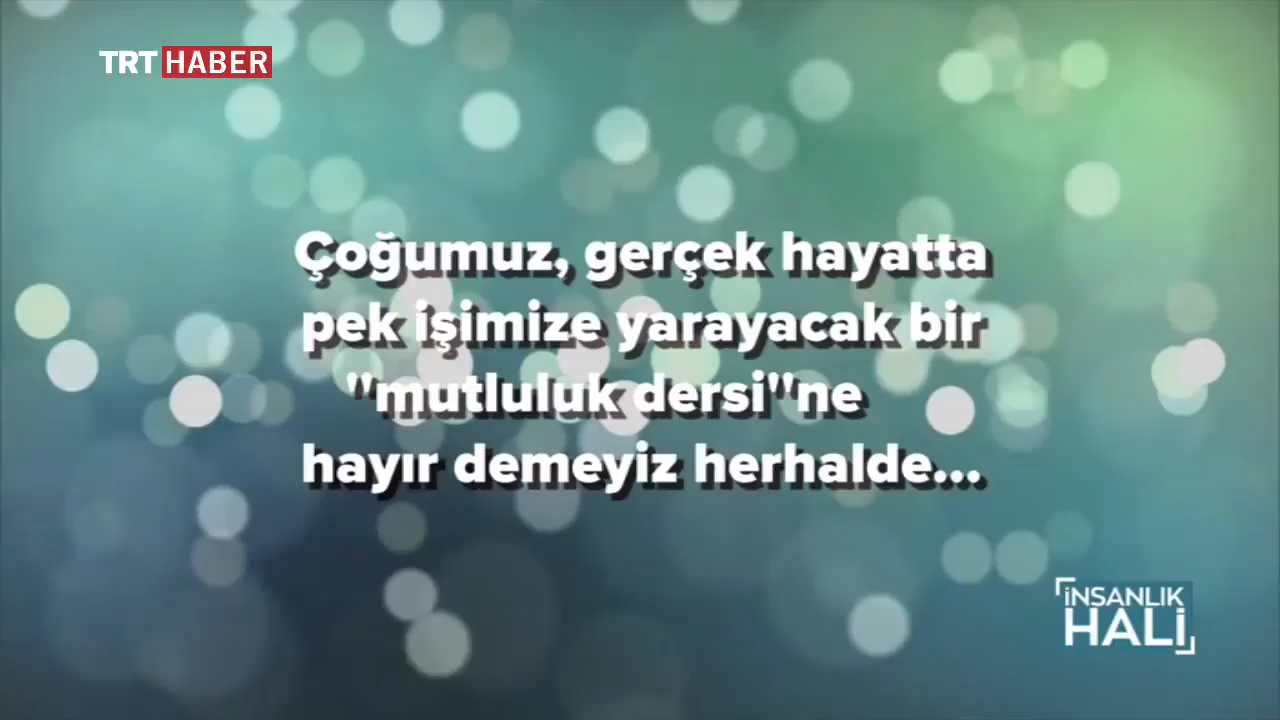 TRT HABER
Çoğumuz, gerçek hayatta
pek işimize yarayacak bir
"mutluluk dersi"ne
hayır demeyiz herhalde...
İNSANLIK
HALİ